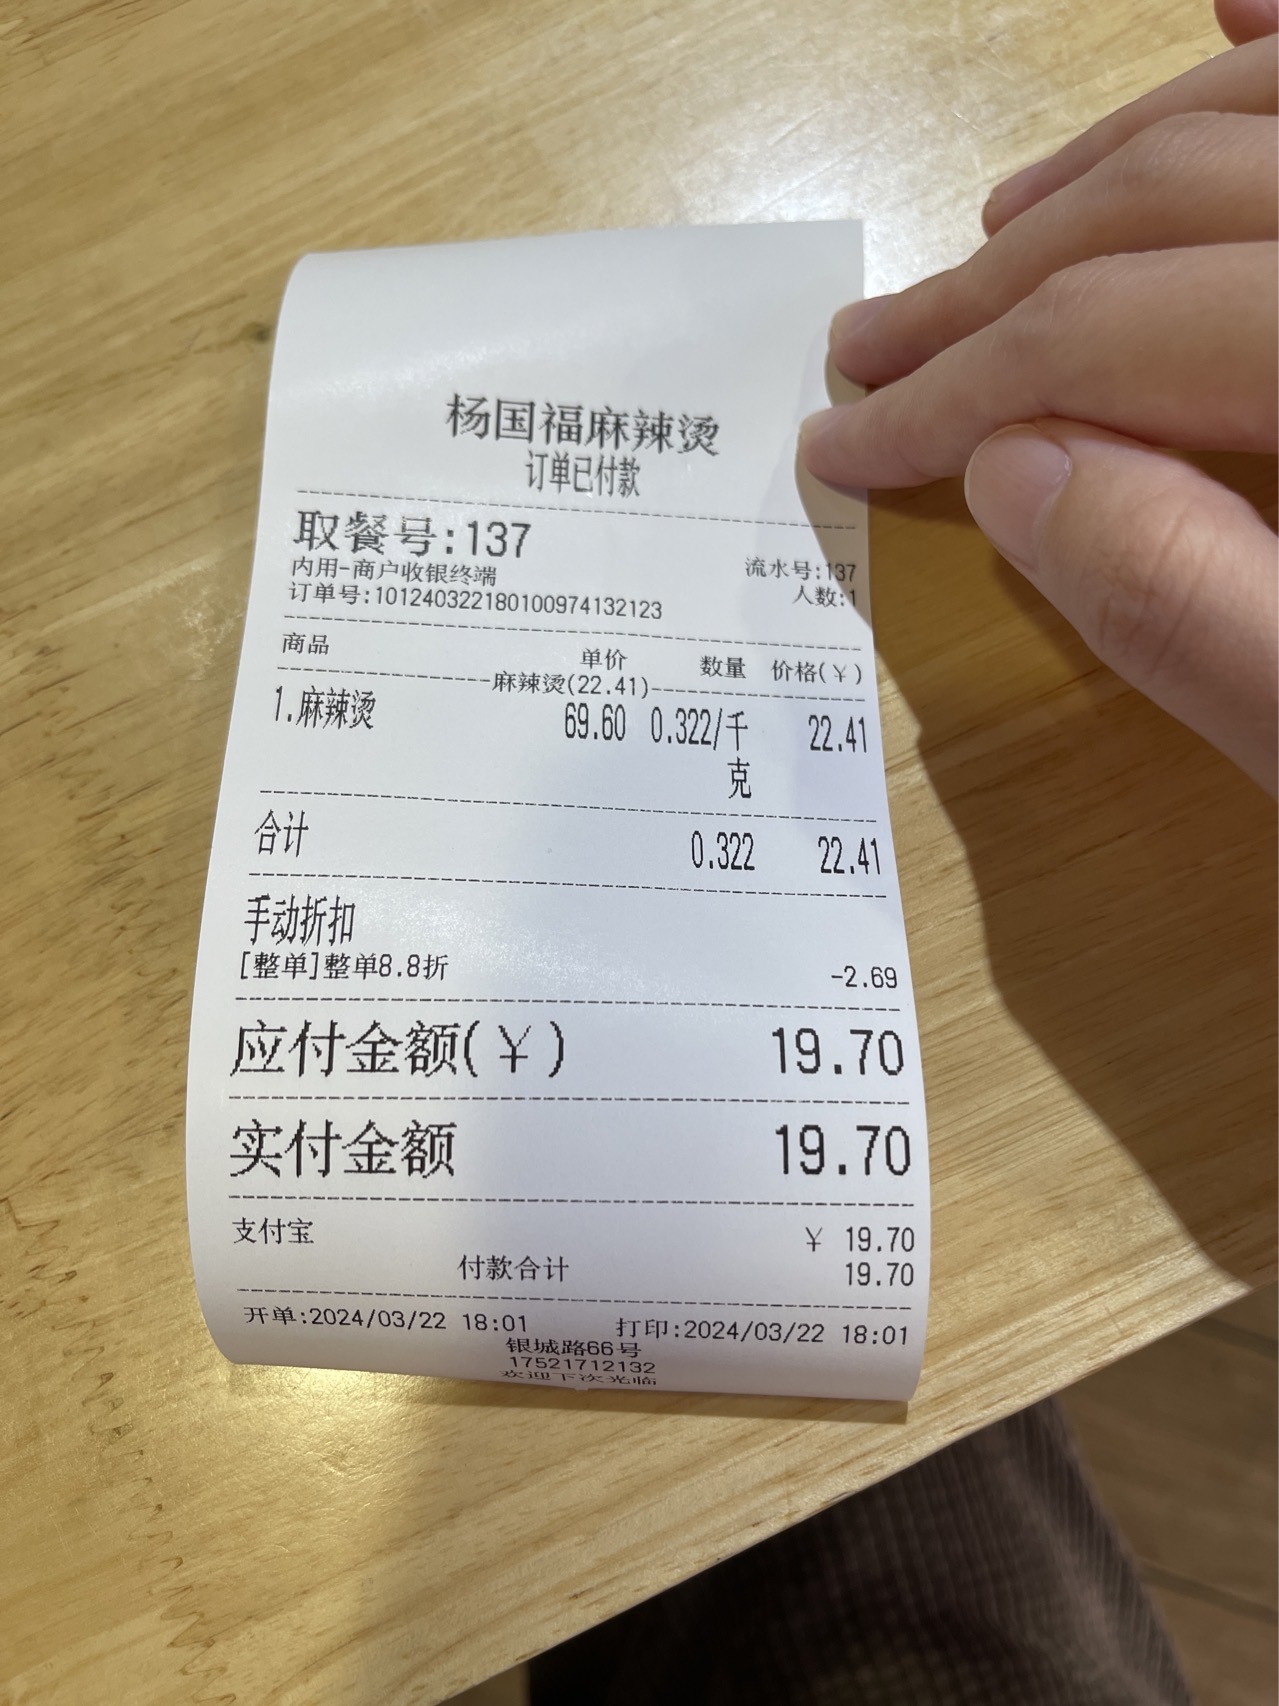 杨国福麻辣烫
订单已付款
取餐号:137
内用-商户收银终端 流水号:137
订单号:101240322180100974132123 人数:1
商品 单价 数量 价格(¥)
麻辣烫(22.41)
1.麻辣烫 69.60 0.322/千克 22.41
合计 0.322 22.41
手动折扣
[整单]整单8.8折 -2.69
应付金额(¥) 19.70
实付金额 19.70
支付宝 ¥ 19.70
付款合计 19.70
开单:2024/03/22 18:01 打印:2024/03/22 18:01
银城路66号
17521712132
欢迎下次光临